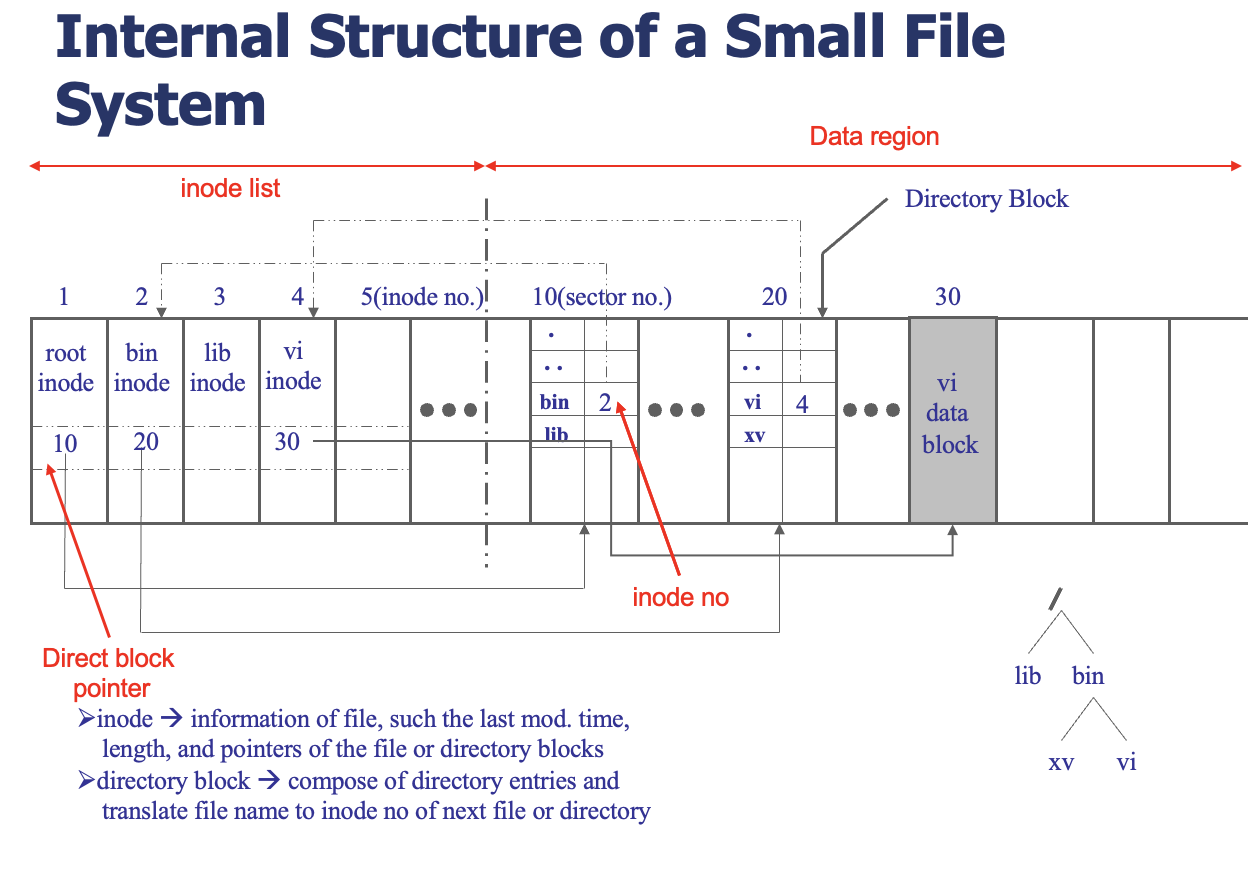 Internal Structure of a Small File
System
Data region
inode list
Directory Block
1 2 3 4 5(inode no.) 10(sector no.) 20 30
root bin lib vi
inode inode inode inode
10 20 30
.
. .
bin 2
lib
.
. .
vi 4
xv
vi
data
block
inode no
Direct block
pointer
➢inode → information of file, such the last mod. time,
length, and pointers of the file or directory blocks
➢directory block → compose of directory entries and
translate file name to inode no of next file or directory
/
lib bin
xv vi